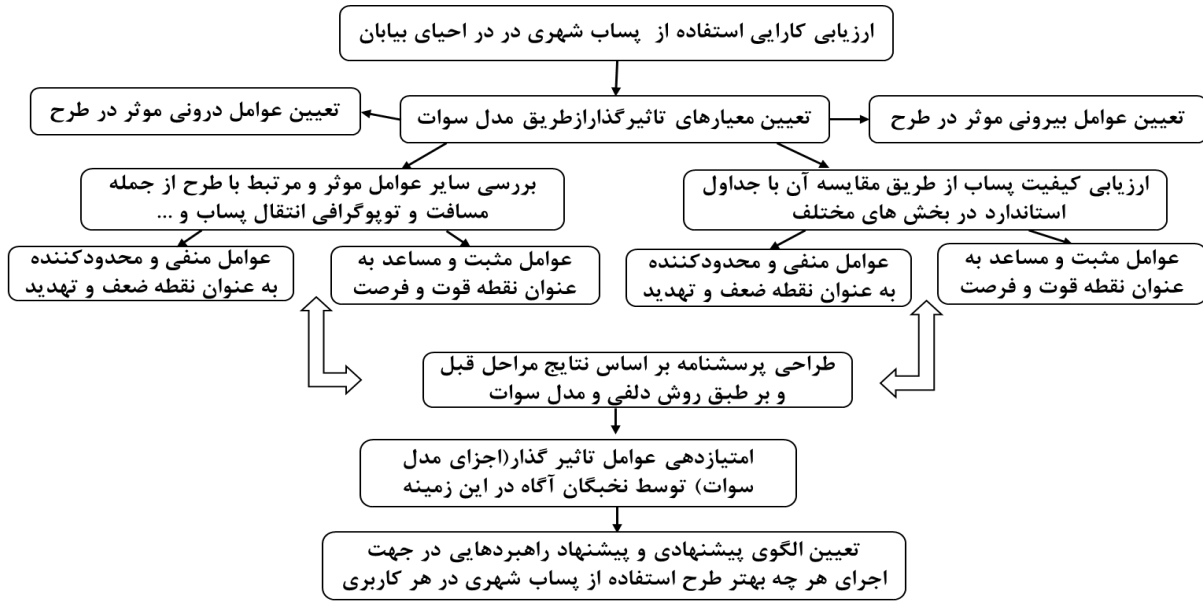 ارزیابی کارایی استفاده از پساب شهری در در احیای بیابان
تعیین عوامل بیرونی موثر در طرح
تعیین معیارهای تاثیرگذارازطریق مدل سوات
تعیین عوامل درونی موثر در طرح
ارزیابی کیفیت پساب از طریق مقایسه آن با جداول
استاندارد در بخش های مختلف
بررسی سایر عوامل موثر و مرتبط با طرح از جمله
مسافت و توپوگرافی انتقال پساب و ...
عوامل مثبت و مساعد به
عنوان نقطه قوت و فرصت
عوامل منفی و محدودکننده
به عنوان نقطه ضعف و تهدید
عوامل مثبت و مساعد به
عنوان نقطه قوت و فرصت
عوامل منفی و محدودکننده
به عنوان نقطه ضعف و تهدید
طراحی پرسشنامه بر اساس نتایج مراحل قبل
و بر طبق روش دلفی و مدل سوات
امتیازدهی عوامل تاثیر گذار(اجزای مدل
سوات) توسط نخبگان آگاه در این زمینه
تعیین الگوی پیشنهادی و پیشنهاد راهبردهایی در جهت
اجرای هر چه بهتر طرح استفاده از پساب شهری در هر کاربری